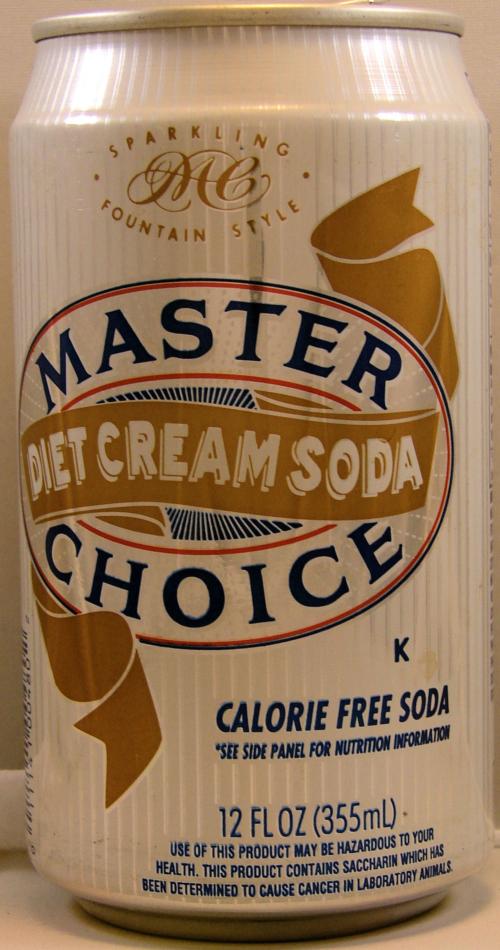 SPARKLING
MC
FOUNTAIN STYLE
MASTER
DIET CREAM SODA
CHOICE
K
CALORIE FREE SODA
*SEE SIDE PANEL FOR NUTRITION INFORMATION
12 FL OZ (355mL)
USE OF THIS PRODUCT MAY BE HAZARDOUS TO YOUR
HEALTH. THIS PRODUCT CONTAINS SACCHARIN WHICH HAS
BEEN DETERMINED TO CAUSE CANCER IN LABORATORY ANIMALS.